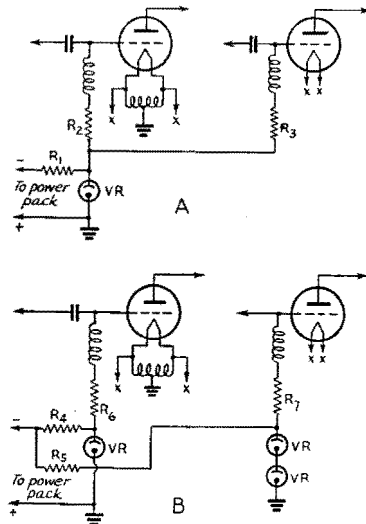 x x
R2
x x
R3
− R1
To power
pack
VR
+
A
x x
R6
x x
R7
− R4
VR
R5
VR
To power
pack
VR
+
B